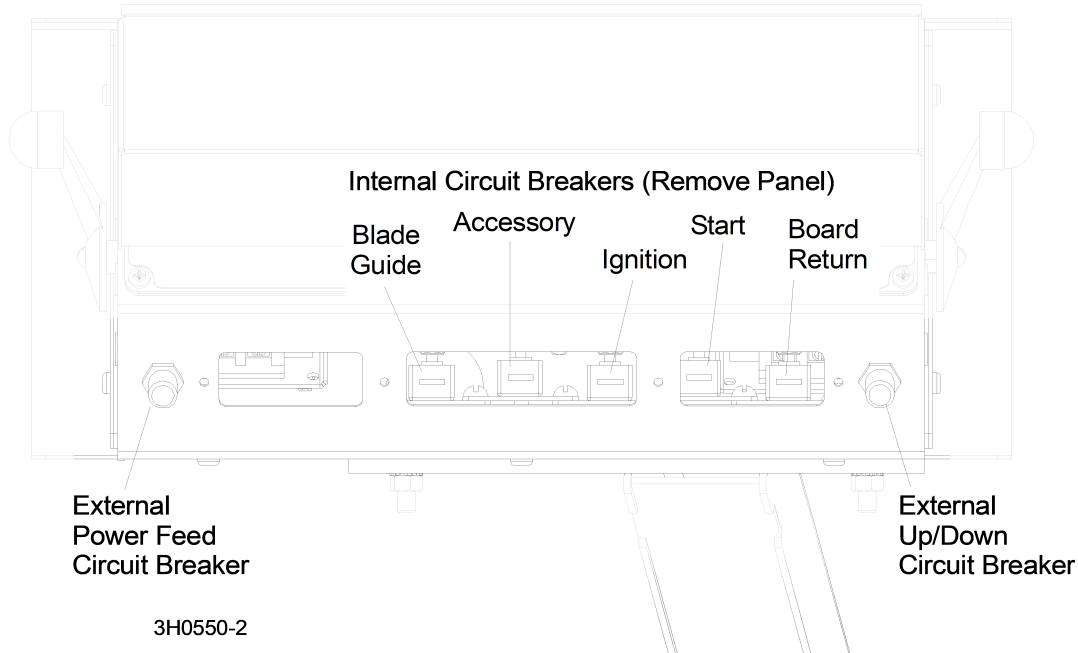 Internal Circuit Breakers (Remove Panel)
Blade
Guide
Accessory
Ignition
Start
Board
Return
External
Power Feed
Circuit Breaker
External
Up/Down
Circuit Breaker
3H0550-2